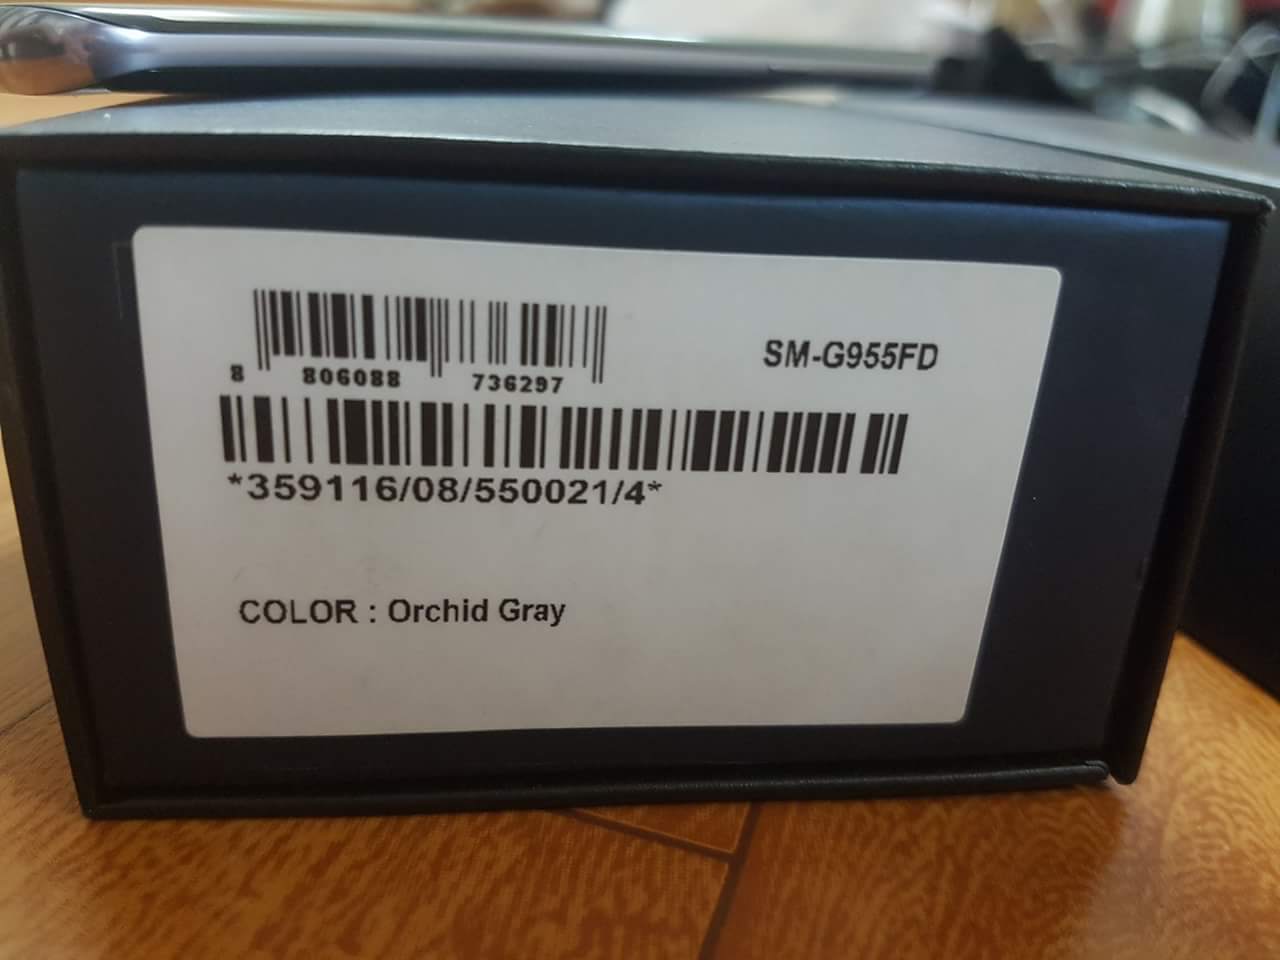 SM-G955FD
8 806088 736297
*359116/08/550021/4*
COLOR : Orchid Gray